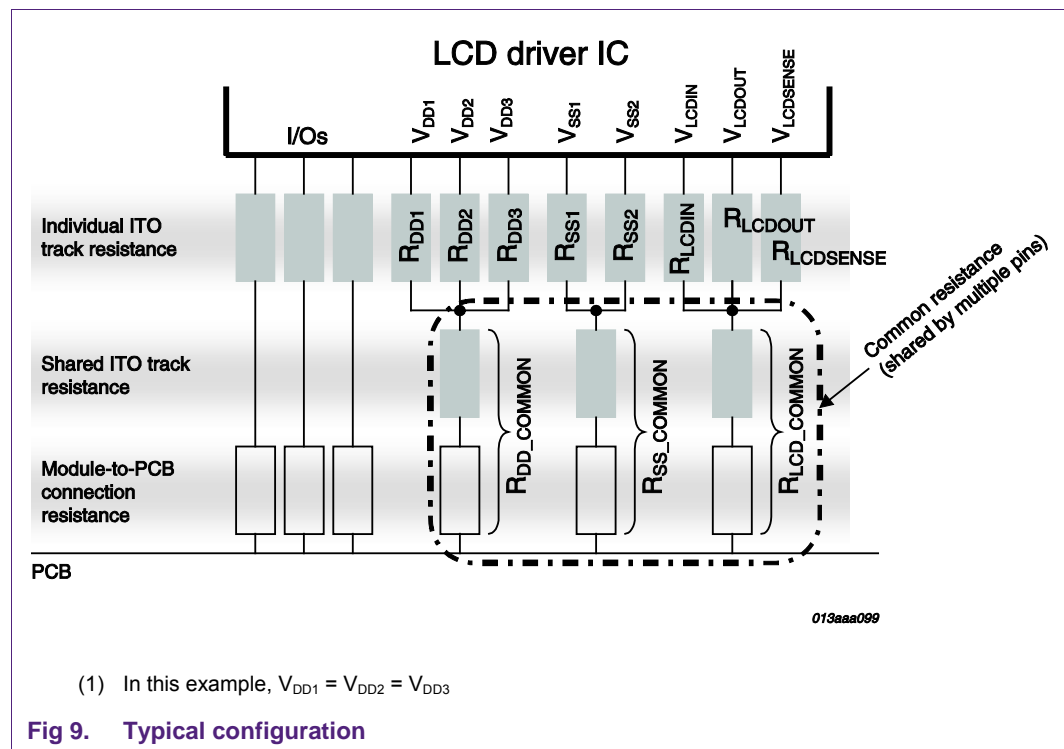 LCD driver IC
I/Os
VDD1
VDD2
VDD3
VSS1
VSS2
VLCDIN
VLCDOUT
VLCDSENSE
Individual ITO
track resistance
RDD1
RDD2
RDD3
RSS1
RSS2
RLCDIN
RLCDOUT
RLCDSENSE
Common resistance
(shared by multiple pins)
Shared ITO track
resistance
RDD_COMMON
RSS_COMMON
RLCD_COMMON
Module-to-PCB
connection
resistance
PCB
013aaa099
(1) In this example, VDD1 = VDD2 = VDD3
Fig 9. Typical configuration